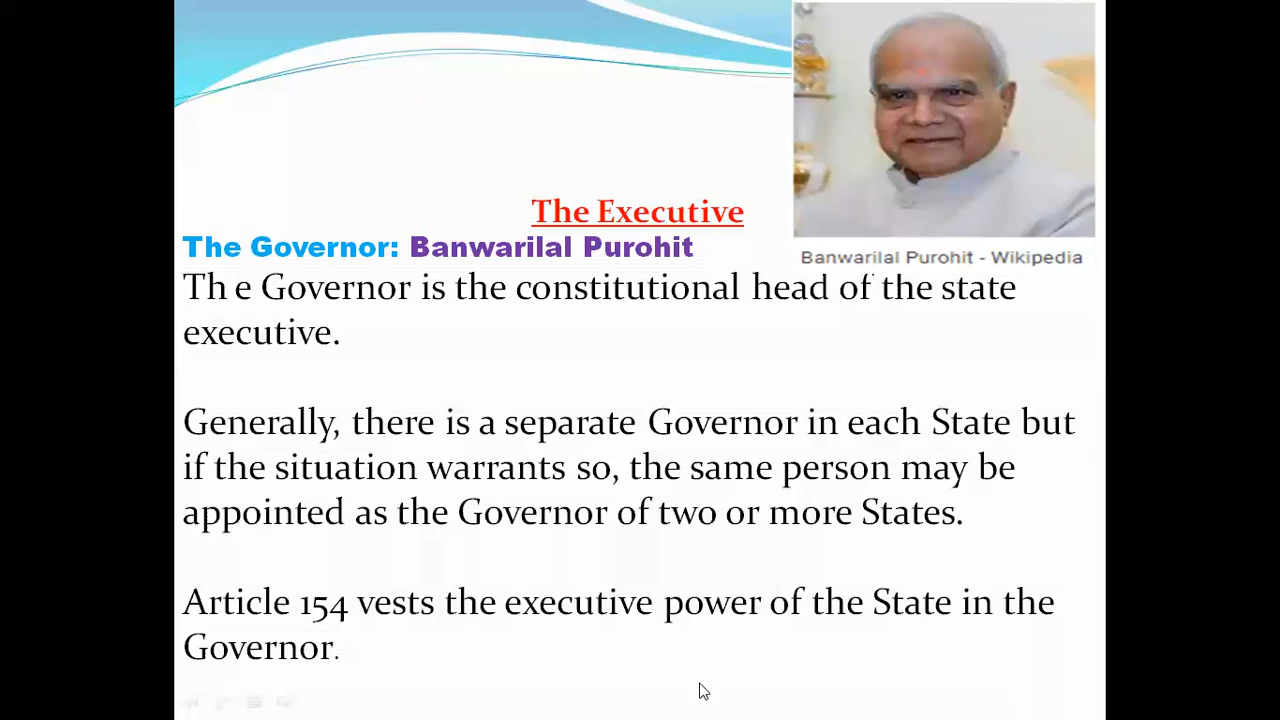 The Executive
The Governor: Banwarilal Purohit
Banwarilal Purohit - Wikipedia
Th e Governor is the constitutional head of the state
executive.
Generally, there is a separate Governor in each State but
if the situation warrants so, the same person may be
appointed as the Governor of two or more States.
Article 154 vests the executive power of the State in the
Governor.